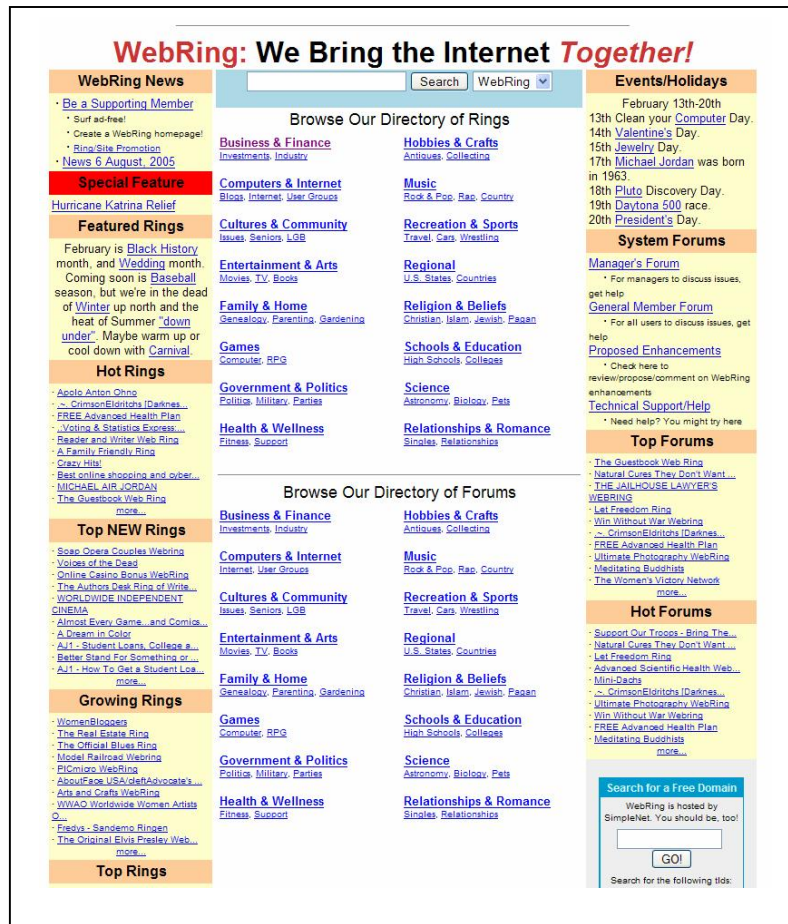 WebRing: We Bring the Internet Together!
WebRing News
· Be a Supporting Member
• Surf ad-free!
• Create a WebRing homepage!
• Ring/Site Promotion
· News 6 August, 2005
Special Feature
Hurricane Katrina Relief
Featured Rings
February is Black History
month, and Wedding month.
Coming soon is Baseball
season, but we're in the dead
of Winter up north and the
heat of Summer "down
under". Maybe warm up or
cool down with Carnival.
Hot Rings
· Apolo Anton Ohno
· .~. CrimsonEldritchs [Darknes...
· FREE Advanced Health Plan
· .:Voting & Statistics Express:...
· Reader and Writer Web Ring
· A Family Friendly Ring
· Crazy Hits!
· Best online shopping and cyber...
· MICHAEL AIR JORDAN
· The Guestbook Web Ring
more...
Top NEW Rings
· Soap Opera Couples Webring
· Voices of the Dead
· Online Casino Bonus WebRing
· The Authors Desk Ring of Write...
· WORLDWIDE INDEPENDENT
CINEMA
· Almost Every Game...and Comics...
· A Dream in Color
· AJ1 - Student Loans, College a...
· Better Stand For Something or ...
· AJ1 - How To Get a Student Loa...
more...
Growing Rings
· WomenBloggers
· The Real Estate Ring
· The Official Blues Ring
· Model Railroad Webring
· PICmicro WebRing
· AboutFace USA/cleftAdvocate's ...
· Arts and Crafts WebRing
· WWAO Worldwide Women Artists
O...
· Fredys - Sandemo Ringen
· The Original Elvis Presley Web...
more...
Top Rings
Search WebRing
Browse Our Directory of Rings
Business & Finance
Investments, Industry
Hobbies & Crafts
Antiques, Collecting
Computers & Internet
Blogs, Internet, User Groups
Music
Rock & Pop, Rap, Country
Cultures & Community
Issues, Seniors, LGB
Recreation & Sports
Travel, Cars, Wrestling
Entertainment & Arts
Movies, TV, Books
Regional
U.S. States, Countries
Family & Home
Genealogy, Parenting, Gardening
Religion & Beliefs
Christian, Islam, Jewish, Pagan
Games
Computer, RPG
Schools & Education
High Schools, Colleges
Government & Politics
Politics, Military, Parties
Science
Astronomy, Biology, Pets
Health & Wellness
Fitness, Support
Relationships & Romance
Singles, Relationships
Browse Our Directory of Forums
Business & Finance
Investments, Industry
Hobbies & Crafts
Antiques, Collecting
Computers & Internet
Internet, User Groups
Music
Rock & Pop, Rap, Country
Cultures & Community
Issues, Seniors, LGB
Recreation & Sports
Travel, Cars, Wrestling
Entertainment & Arts
Movies, TV, Books
Regional
U.S. States, Countries
Family & Home
Genealogy, Parenting, Gardening
Religion & Beliefs
Christian, Islam, Jewish, Pagan
Games
Computer, RPG
Schools & Education
High Schools, Colleges
Government & Politics
Politics, Military, Parties
Science
Astronomy, Biology, Pets
Health & Wellness
Fitness, Support
Relationships & Romance
Singles, Relationships
Events/Holidays
February 13th-20th
13th Clean your Computer Day.
14th Valentine's Day.
15th Jewelry Day.
17th Michael Jordan was born
in 1963.
18th Pluto Discovery Day.
19th Daytona 500 race.
20th President's Day.
System Forums
Manager's Forum
• For managers to discuss issues,
get help
General Member Forum
• For all users to discuss issues, get
help
Proposed Enhancements
• Check here to
review/propose/comment on WebRing
enhancements
Technical Support/Help
• Need help? You might try here
Top Forums
· The Guestbook Web Ring
· Natural Cures They Don't Want ...
· THE JAILHOUSE LAWYER'S
WEBRING
· Let Freedom Ring
· Win Without War Webring
· .~. CrimsonEldritchs [Darknes...
· FREE Advanced Health Plan
· Ultimate Photography WebRing
· Meditating Buddhists
· The Women's Victory Network
more...
Hot Forums
· Support Our Troops - Bring The...
· Natural Cures They Don't Want ...
· Let Freedom Ring
· Advanced Scientific Health Web...
· Mini-Dachs
· .~. CrimsonEldritchs [Darknes...
· Ultimate Photography WebRing
· Win Without War Webring
· FREE Advanced Health Plan
· Meditating Buddhists
more...
Search for a Free Domain
WebRing is hosted by
SimpleNet. You should be, too!
GO!
Search for the following tlds: